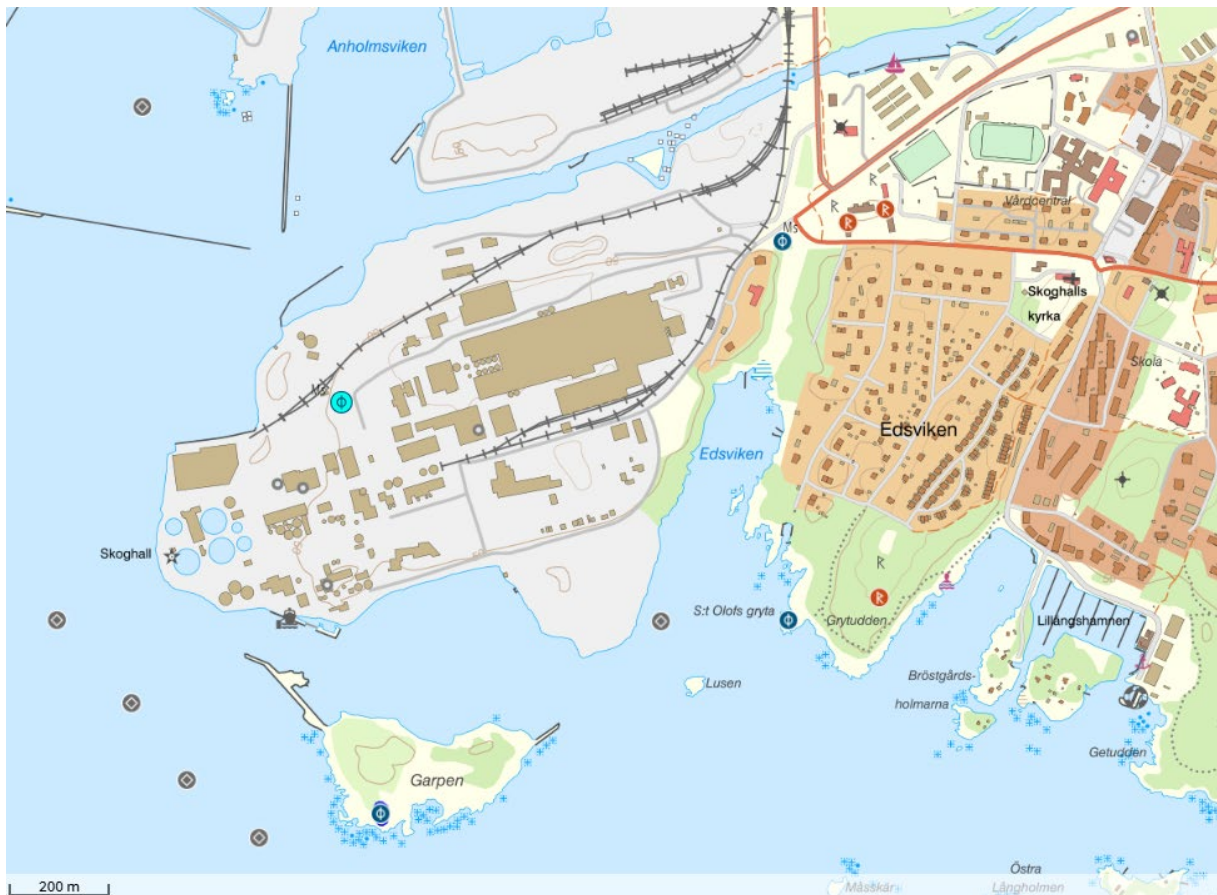 Anholmsviken
Vårdcentral
Ms
Skoghalls
kyrka
Skola
Edsviken
Edsviken
Skoghall
S:t Olofs gryta
Grytudden
Lillängshamnen
Lusen
Bröstgårds-
holmarna
Getudden
Garpen
Östra
Långholmen
Måsskär
200 m